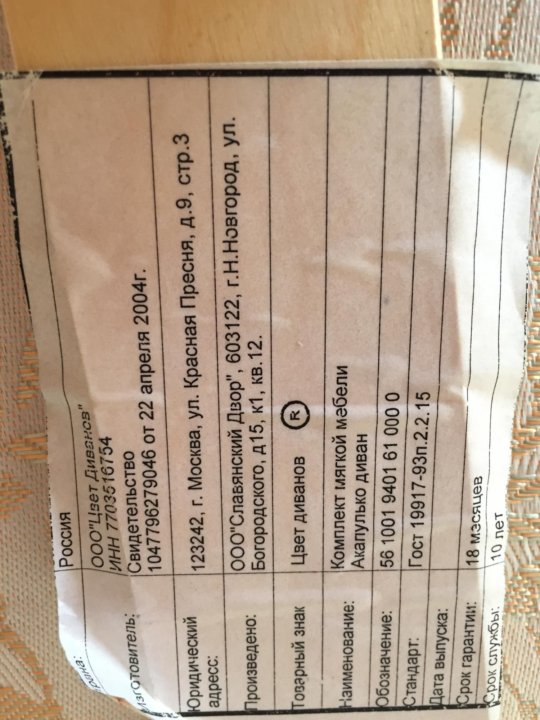 Страна: Россия
Изготовитель: ООО"Цвет Диванов"
ИНН 7703516754
Свидетельство
1047796279046 от 22 апреля 2004г.
Юридический адрес: 123242, г. Москва, ул. Красная Пресня, д.9, стр.3
Произведено: ООО"Славянский Двор", 603122, г.Н.Новгород, ул.
Богородского, д15, к1, кв.12.
Товарный знак Цвет диванов ®
Наименование: Комплект мягкой мебели
Акапулько диван
Обозначение: 56 1001 9401 61 000 0
Стандарт: Гост 19917-93п.2.2.15
Дата выпуска:
Срок гарантии: 18 месяцев
Срок службы: 10 лет